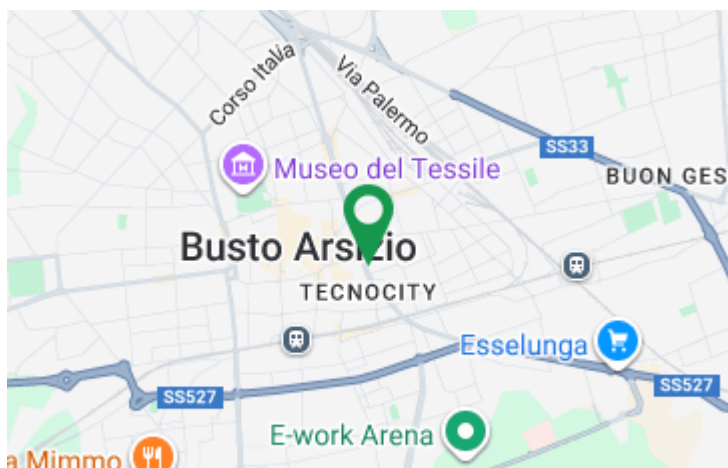 Corso Italia
Via Palermo
SS33
Museo del Tessile
BUON GES
Busto Arsizio
TECNOCITY
Esselunga
SS527
SS527
E-work Arena
a Mimmo